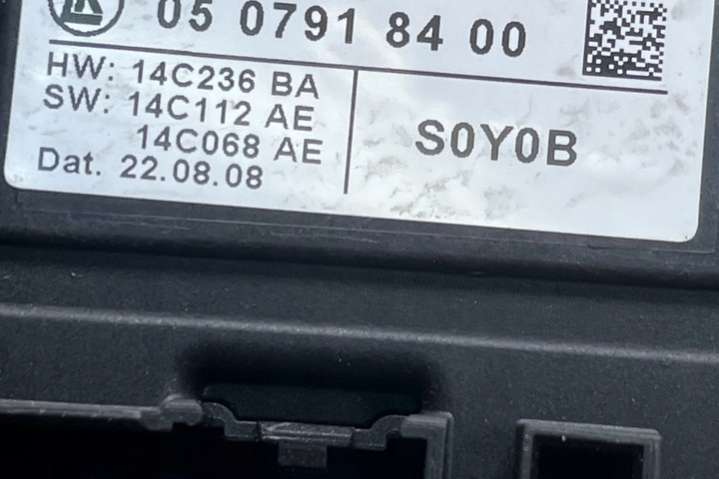 05 0791 84 00
HW: 14C236 BA
SW: 14C112 AE
14C068 AE
Dat. 22.08.08
S0Y0B